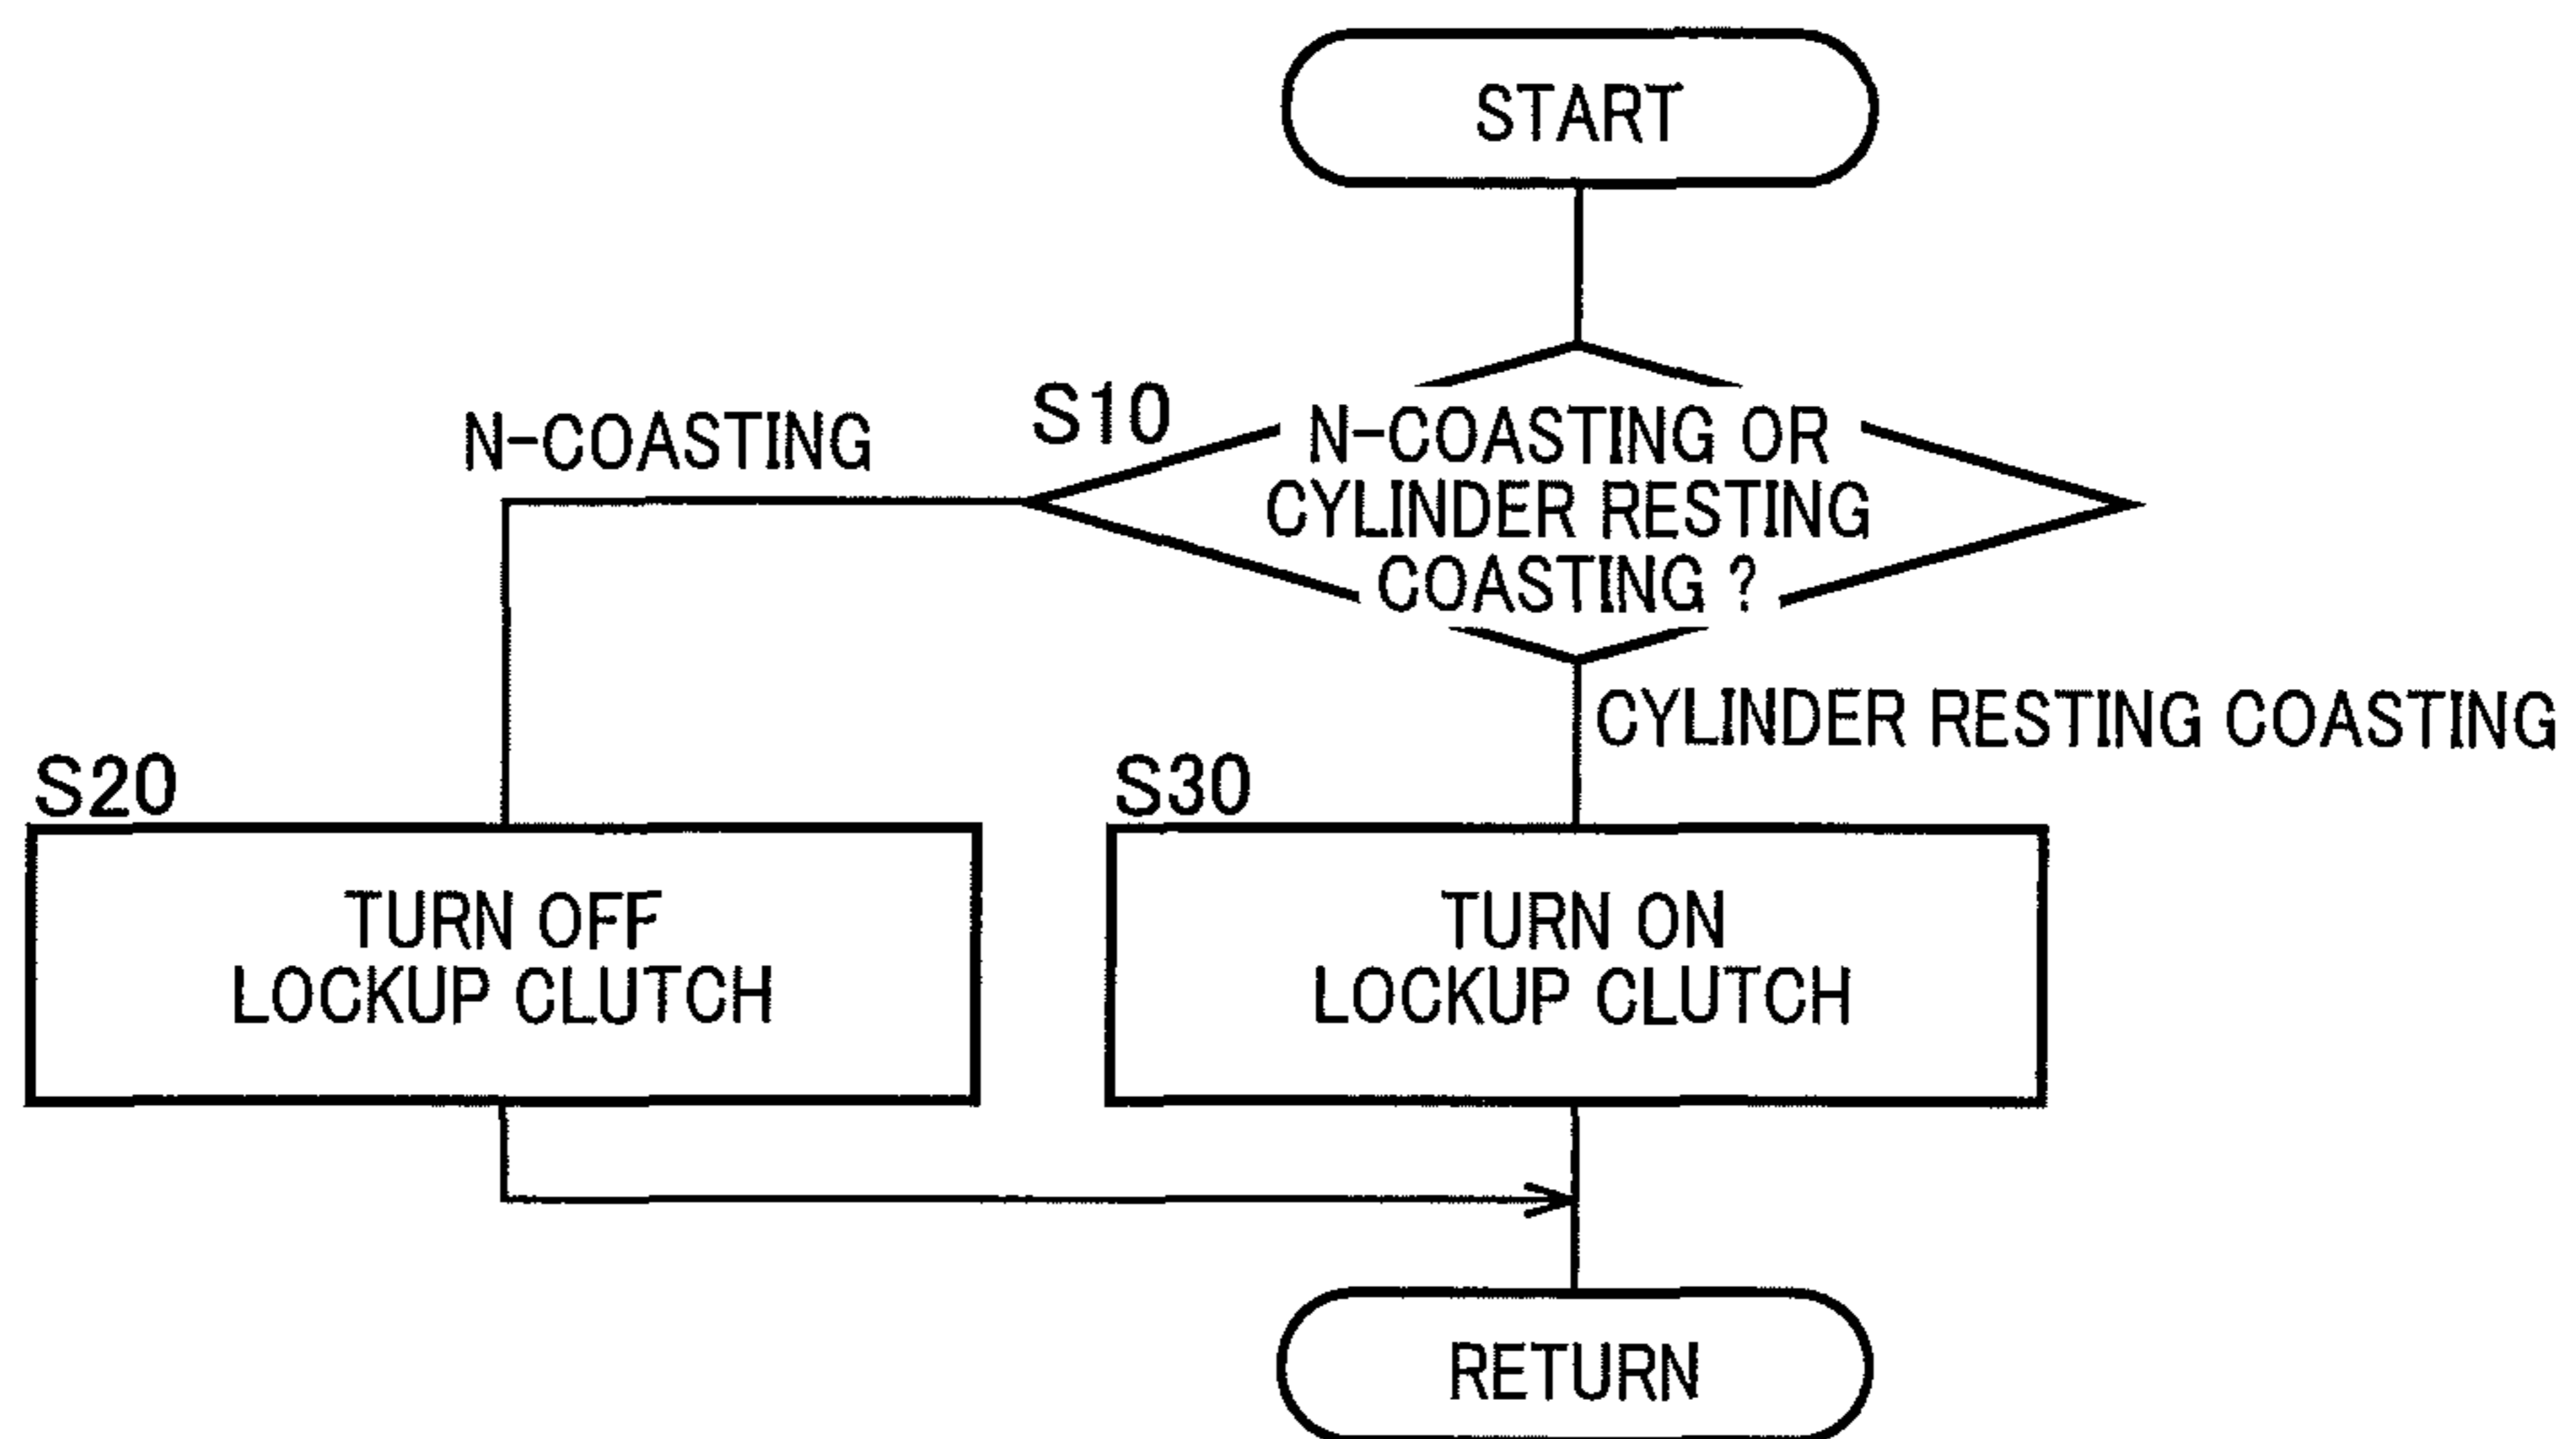 START
S10
N-COASTING
N-COASTING OR
CYLINDER RESTING
COASTING ?
CYLINDER RESTING COASTING
S20
TURN OFF
LOCKUP CLUTCH
S30
TURN ON
LOCKUP CLUTCH
RETURN